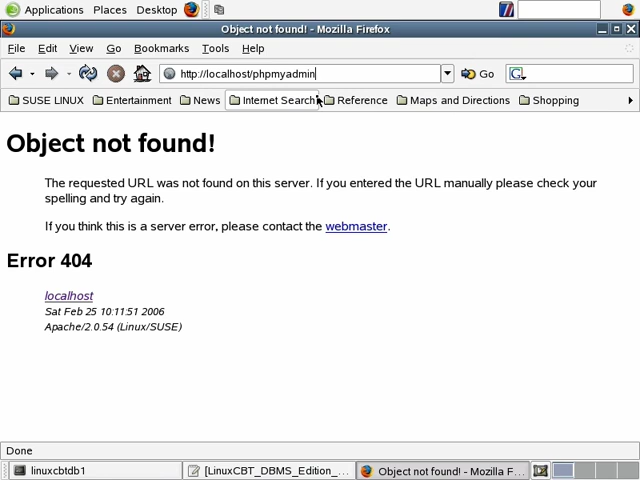 Applications Places Desktop
Object not found! - Mozilla Firefox
File Edit View Go Bookmarks Tools Help
http://localhost/phpmyadmin Go G
SUSE LINUX Entertainment News Internet Search Reference Maps and Directions Shopping
Object not found!
The requested URL was not found on this server. If you entered the URL manually please check your
spelling and try again.
If you think this is a server error, please contact the webmaster.
Error 404
localhost
Sat Feb 25 10:11:51 2006
Apache/2.0.54 (Linux/SUSE)
Done
linuxcbtdb1 [LinuxCBT_DBMS_Edition_... Object not found! - Mozilla F...